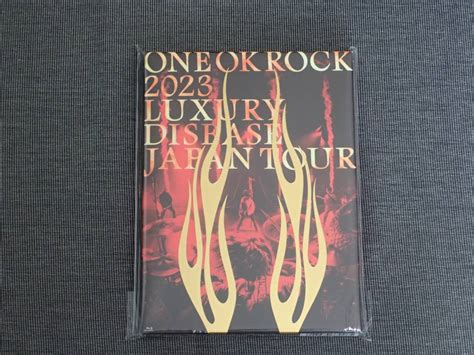 ONE OK ROCK
2023
LUXURY
DISEASE
JAPAN TOUR